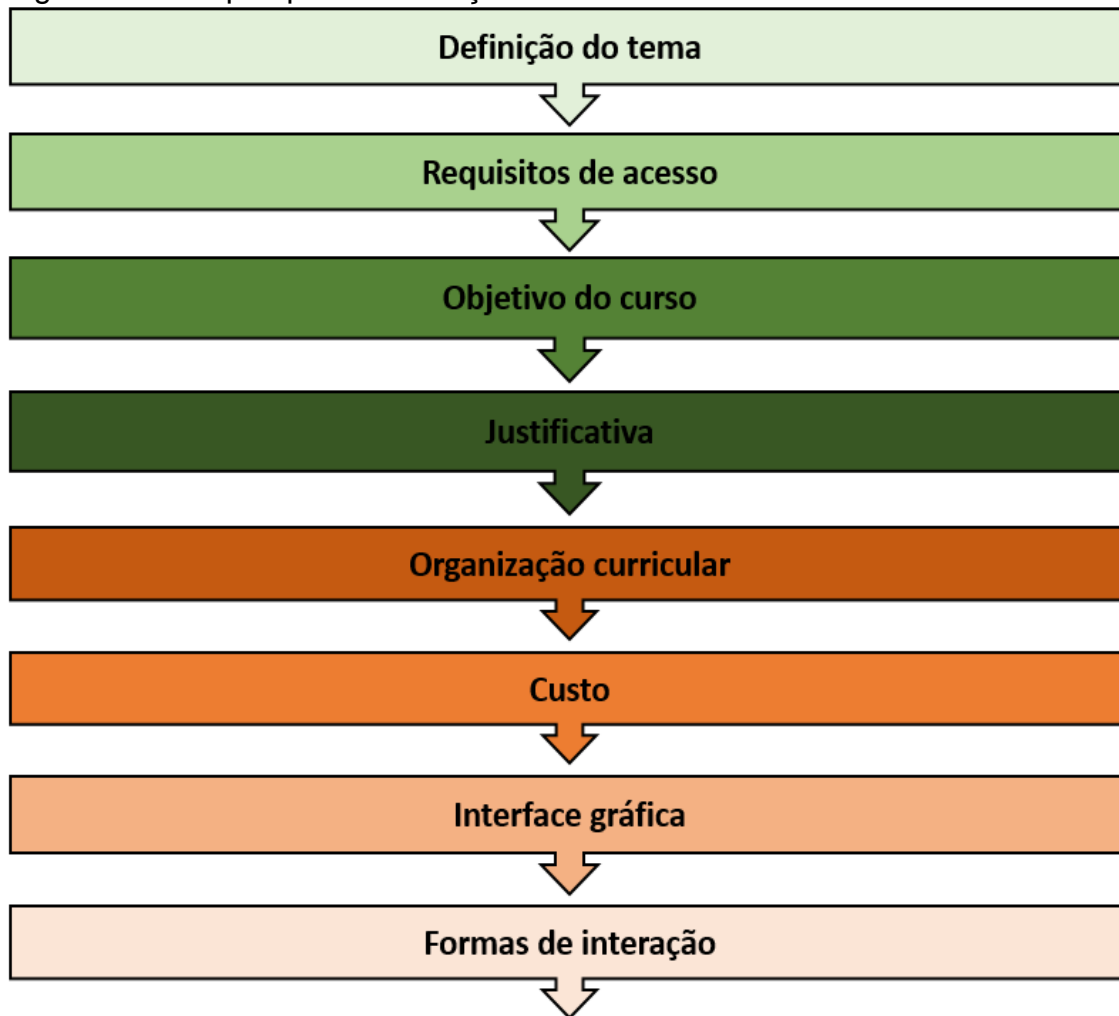 Definição do tema
Requisitos de acesso
Objetivo do curso
Justificativa
Organização curricular
Custo
Interface gráfica
Formas de interação